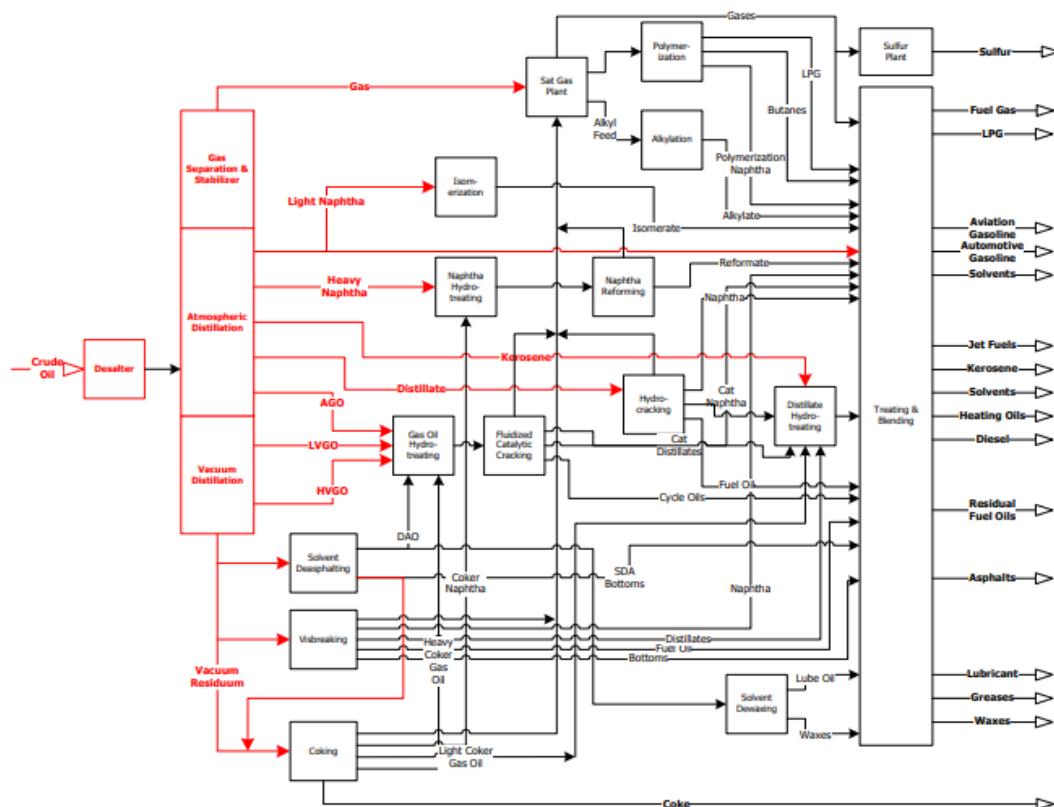 Gases
Sulfur
Plant
Sulfur
Polymer-
ization
LPG
Sat Gas
Plant
Gas
Butanes
Fuel Gas
LPG
Alkyl
Feed
Alkylation
Gas
Separation &
Stabilizer
Polymerization
Naphtha
Isom-
erization
Light Naphtha
Alkylate
Isomerate
Aviation
Gasoline
Automotive
Gasoline
Solvents
Reformate
Naphtha
Heavy
Naphtha
Naphtha
Hydro-
treating
Naphtha
Reforming
Atmospheric
Distillation
Crude
Oil
Desalter
Kerosene
Distillate
Jet Fuels
Kerosene
Solvents
Heating Oils
Diesel
Hydro-
cracking
Cat
Naphtha
Distillate
Hydro-
treating
Treating &
Blending
AGO
LVGO
HVGO
Gas Oil
Hydro-
treating
Fluidized
Catalytic
Cracking
Cat
Distillates
Vacuum
Distillation
Fuel Oil
Cycle Oils
Residual
Fuel Oils
DAO
Solvent
Deasphalting
Coker
Naphtha
SDA
Bottoms
Naphtha
Asphalts
Visbreaking
Heavy
Coker
Gas
Oil
Distillates
Fuel Oil
Bottoms
Vacuum
Residuum
Lube Oil
Solvent
Dewaxing
Waxes
Lubricant
Greases
Waxes
Coking
Light Coker
Gas Oil
Coke